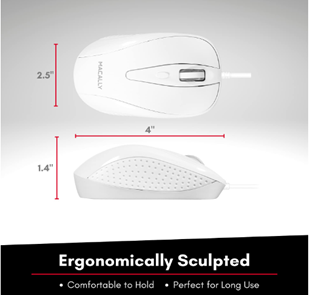 2.5"
MACALLY
4"
1.4"
Ergonomically Sculpted
• Comfortable to Hold • Perfect for Long Use